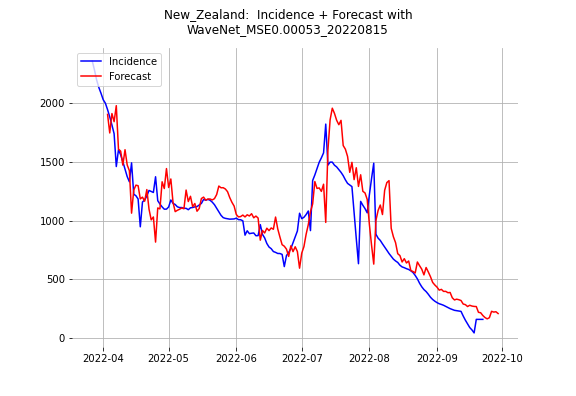 New_Zealand:  Incidence + Forecast with
WaveNet_MSE0.00053_20220815
Incidence
Forecast
2000
1500
1000
500
0
2022-04 2022-05 2022-06 2022-07 2022-08 2022-09 2022-10